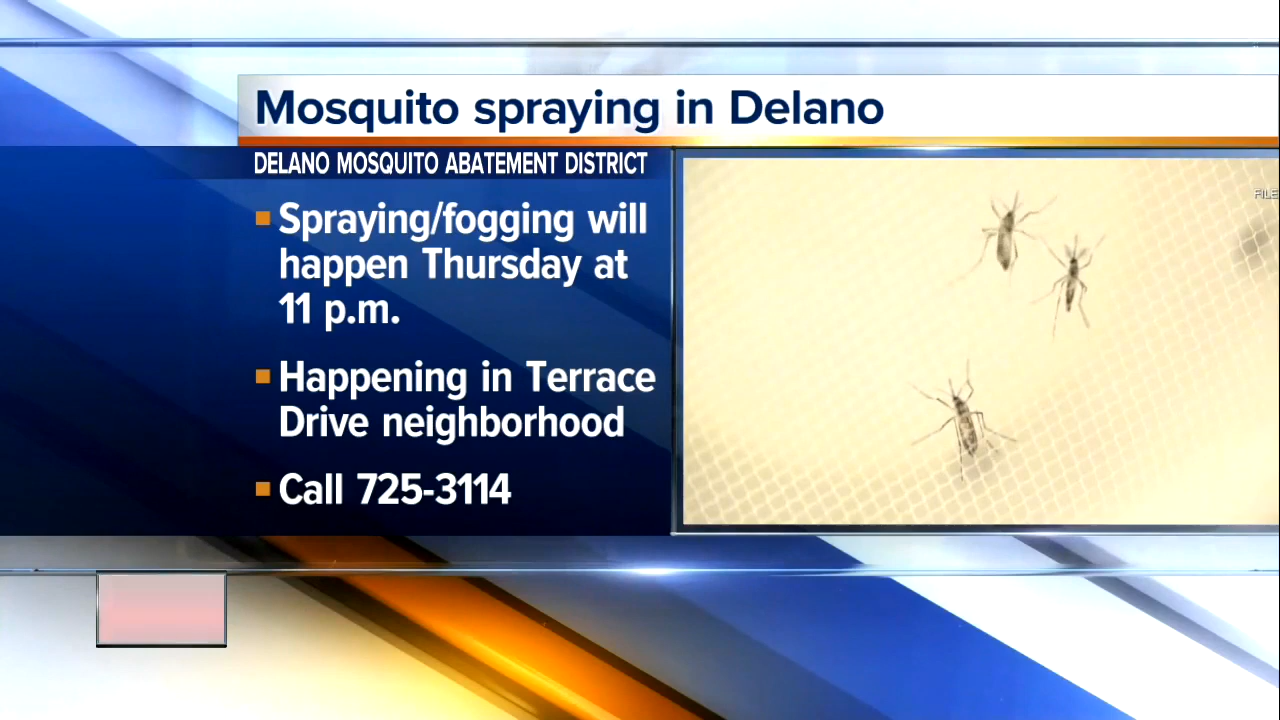 Mosquito spraying in Delano
DELANO MOSQUITO ABATEMENT DISTRICT
Spraying/fogging will
happen Thursday at
11 p.m.
Happening in Terrace
Drive neighborhood
Call 725-3114
FILE